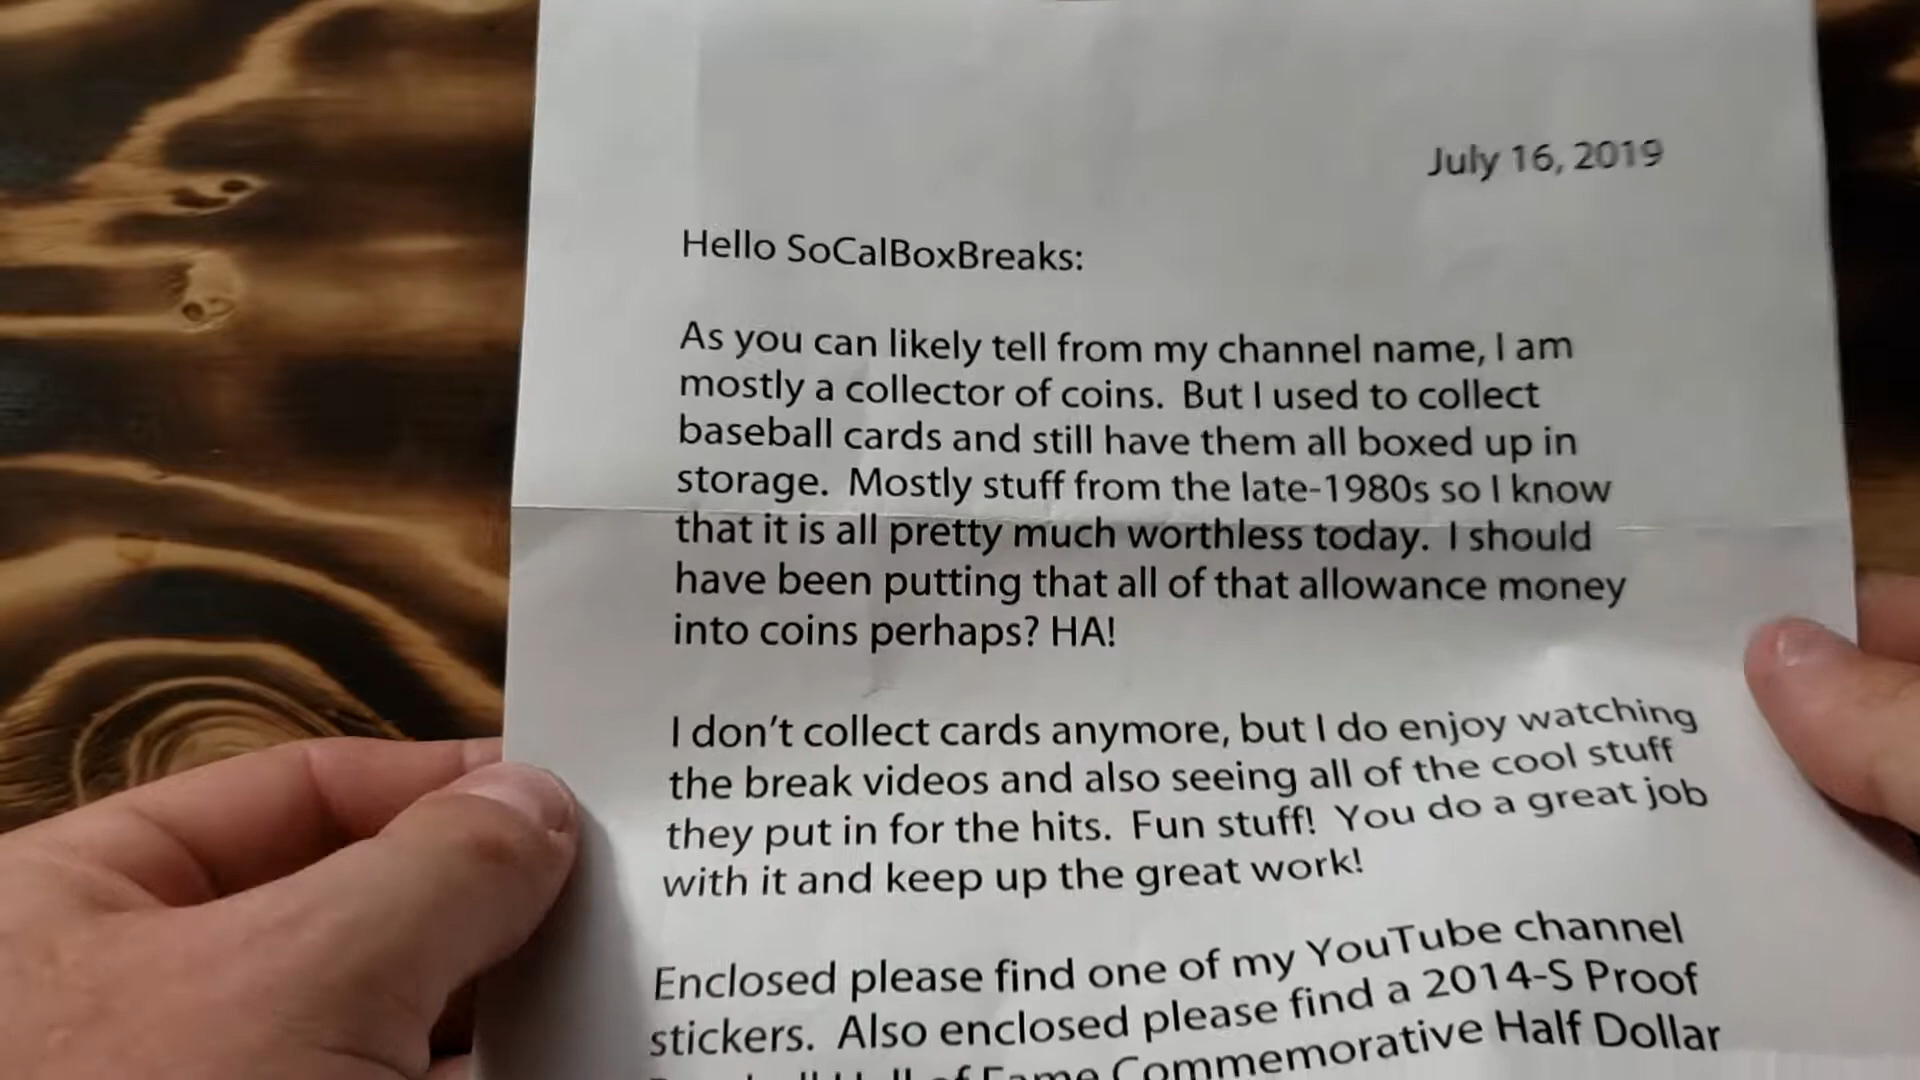 July 16, 2019
Hello SoCalBoxBreaks:
As you can likely tell from my channel name, I am
mostly a collector of coins. But I used to collect
baseball cards and still have them all boxed up in
storage. Mostly stuff from the late-1980s so I know
that it is all pretty much worthless today. I should
have been putting that all of that allowance money
into coins perhaps? HA!
I don't collect cards anymore, but I do enjoy watching
the break videos and also seeing all of the cool stuff
they put in for the hits. Fun stuff! You do a great job
with it and keep up the great work!
Enclosed please find one of my YouTube channel
stickers. Also enclosed please find a 2014-S Proof
Hall of Fame Commemorative Half Dollar